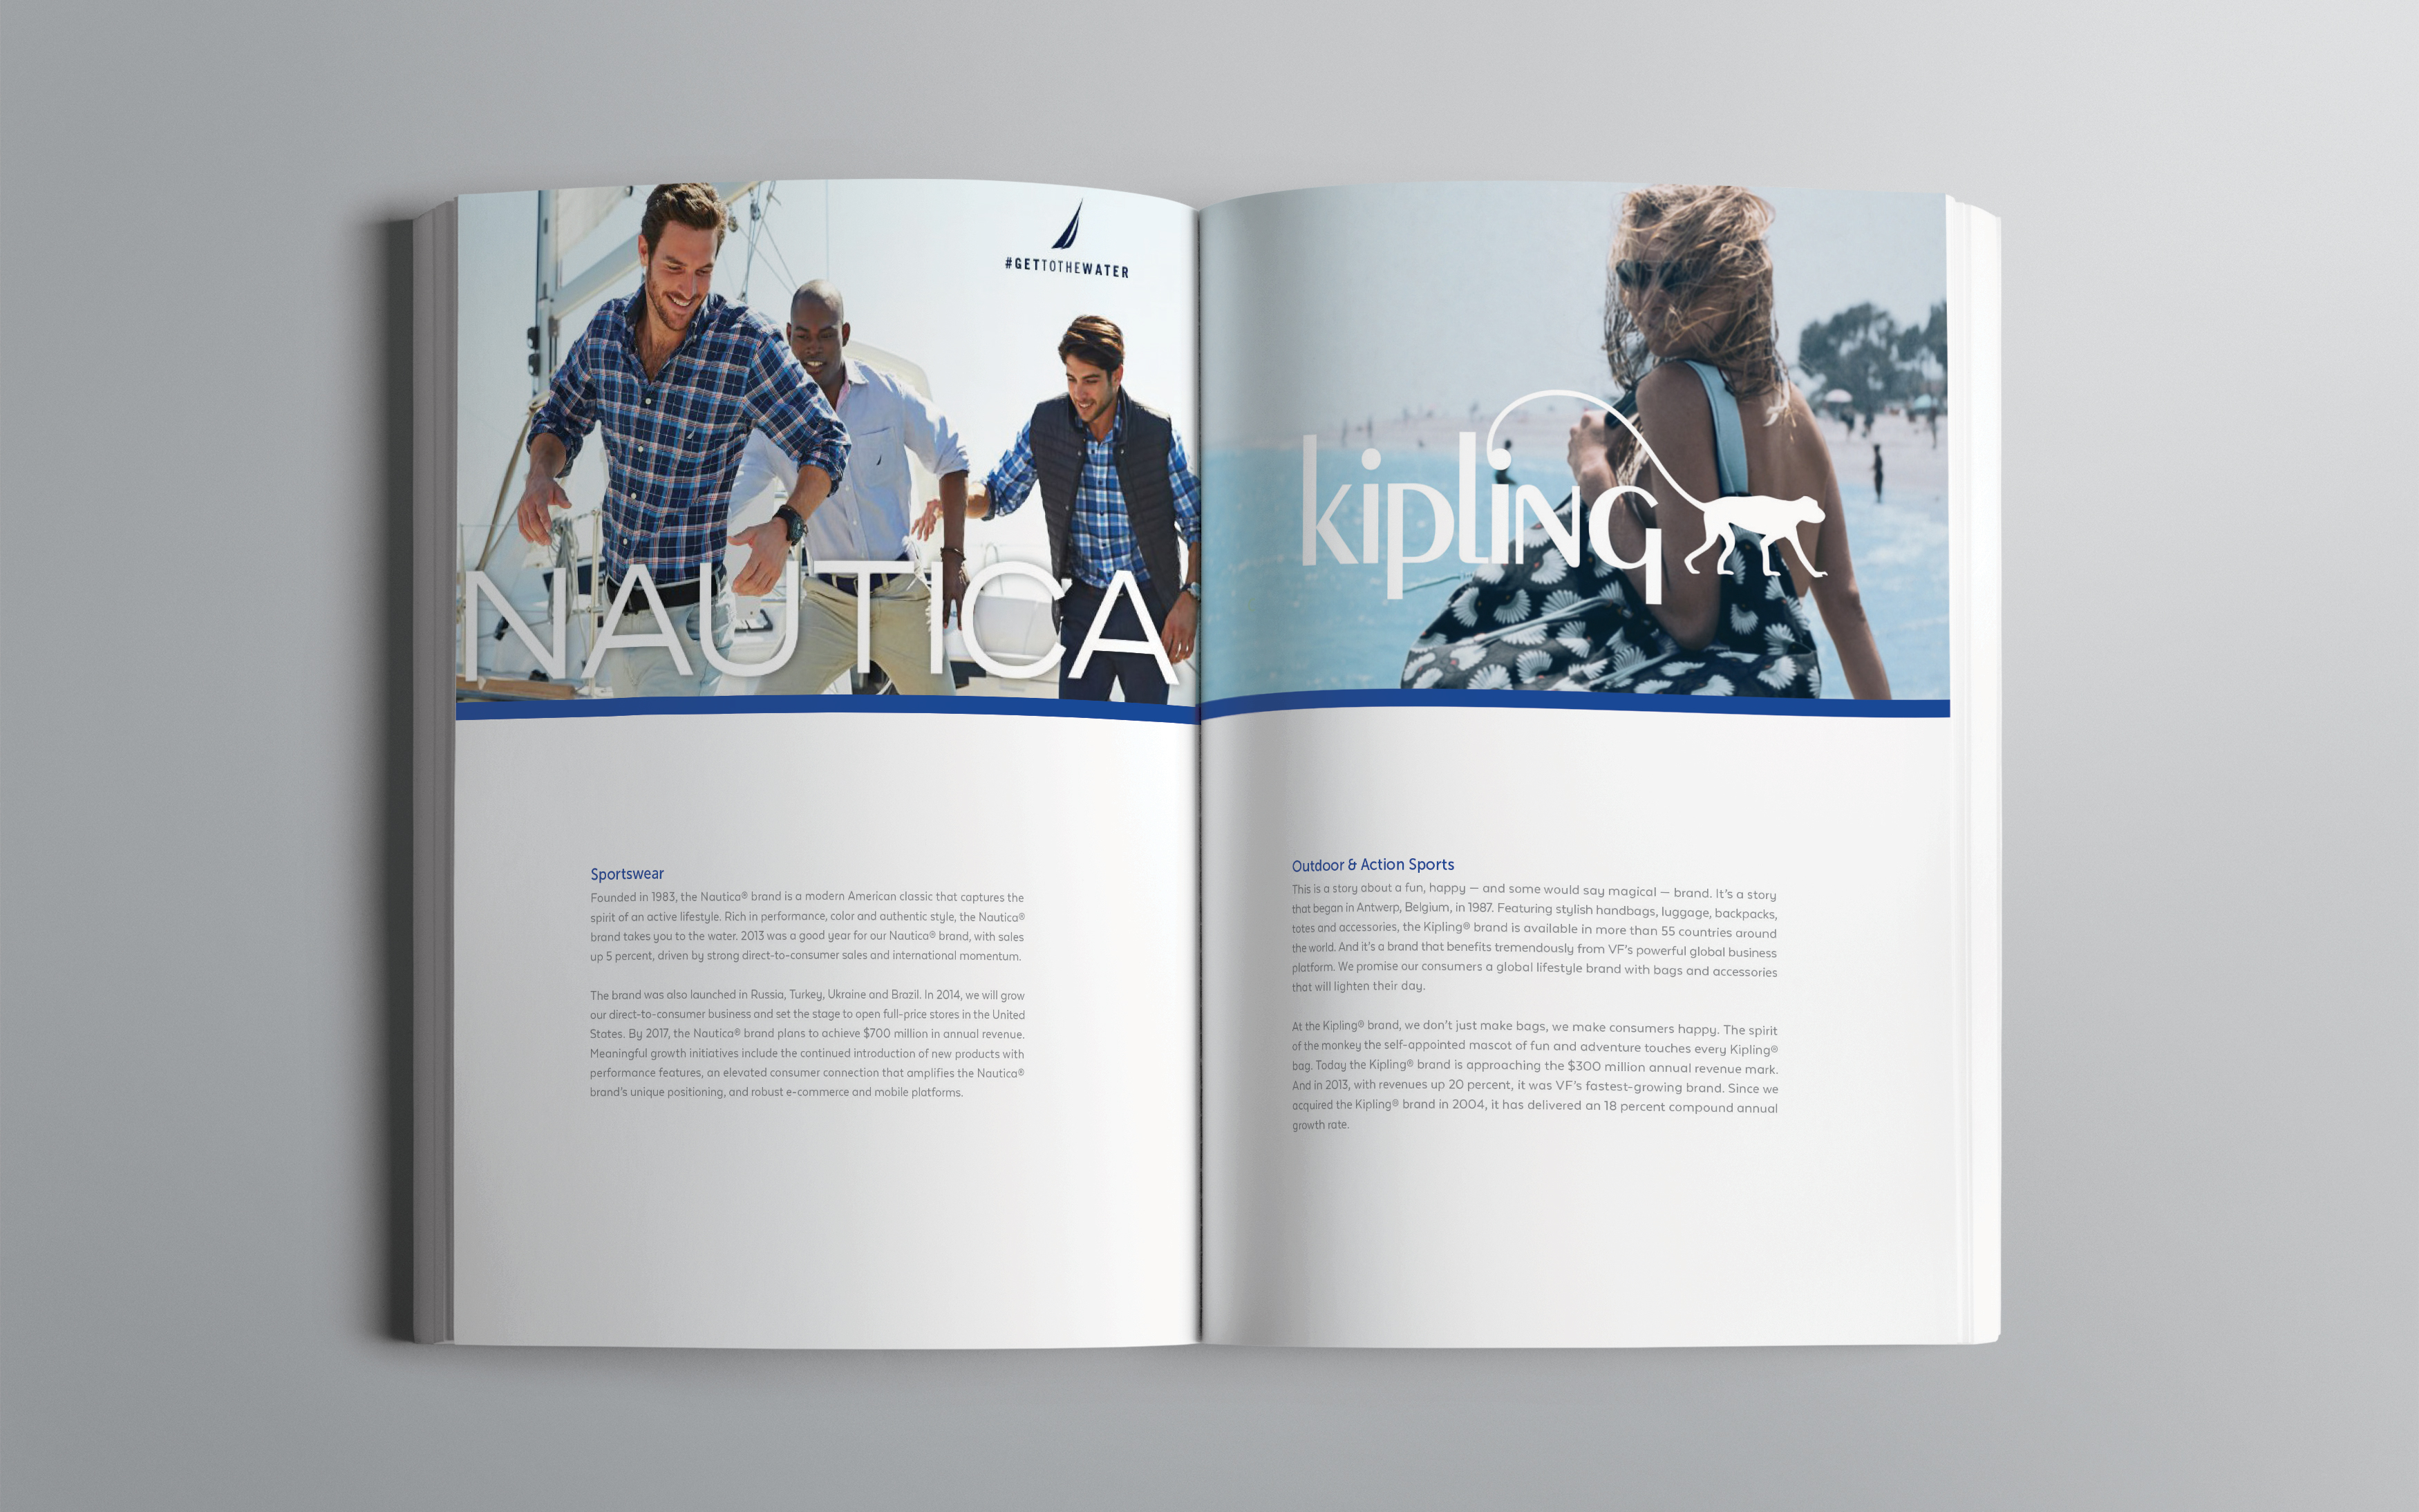 #GETTOTHEWATER
NAUTICA
Sportswear
Founded in 1983, the Nautica® brand is a modern American classic that captures the
spirit of an active lifestyle. Rich in performance, color and authentic style, the Nautica®
brand takes you to the water. 2013 was a good year for our Nautica® brand, with sales
up 5 percent, driven by strong direct-to-consumer sales and international momentum.
The brand was also launched in Russia, Turkey, Ukraine and Brazil. In 2014, we will grow
our direct-to-consumer business and set the stage to open full-price stores in the United
States. By 2017, the Nautica® brand plans to achieve $700 million in annual revenue.
Meaningful growth initiatives include the continued introduction of new products with
performance features, an elevated consumer connection that amplifies the Nautica®
brand's unique positioning, and robust e-commerce and mobile platforms.
kipling
Outdoor & Action Sports
This is a story about a fun, happy — and some would say magical — brand. It's a story
that began in Antwerp, Belgium, in 1987. Featuring stylish handbags, luggage, backpacks,
totes and accessories, the Kipling® brand is available in more than 55 countries around
the world. And it's a brand that benefits tremendously from VF's powerful global business
platform. We promise our consumers a global lifestyle brand with bags and accessories
that will lighten their day.
At the Kipling® brand, we don't just make bags, we make consumers happy. The spirit
of the monkey the self-appointed mascot of fun and adventure touches every Kipling®
bag. Today the Kipling® brand is approaching the $300 million annual revenue mark.
And in 2013, with revenues up 20 percent, it was VF's fastest-growing brand. Since we
acquired the Kipling® brand in 2004, it has delivered an 18 percent compound annual
growth rate.